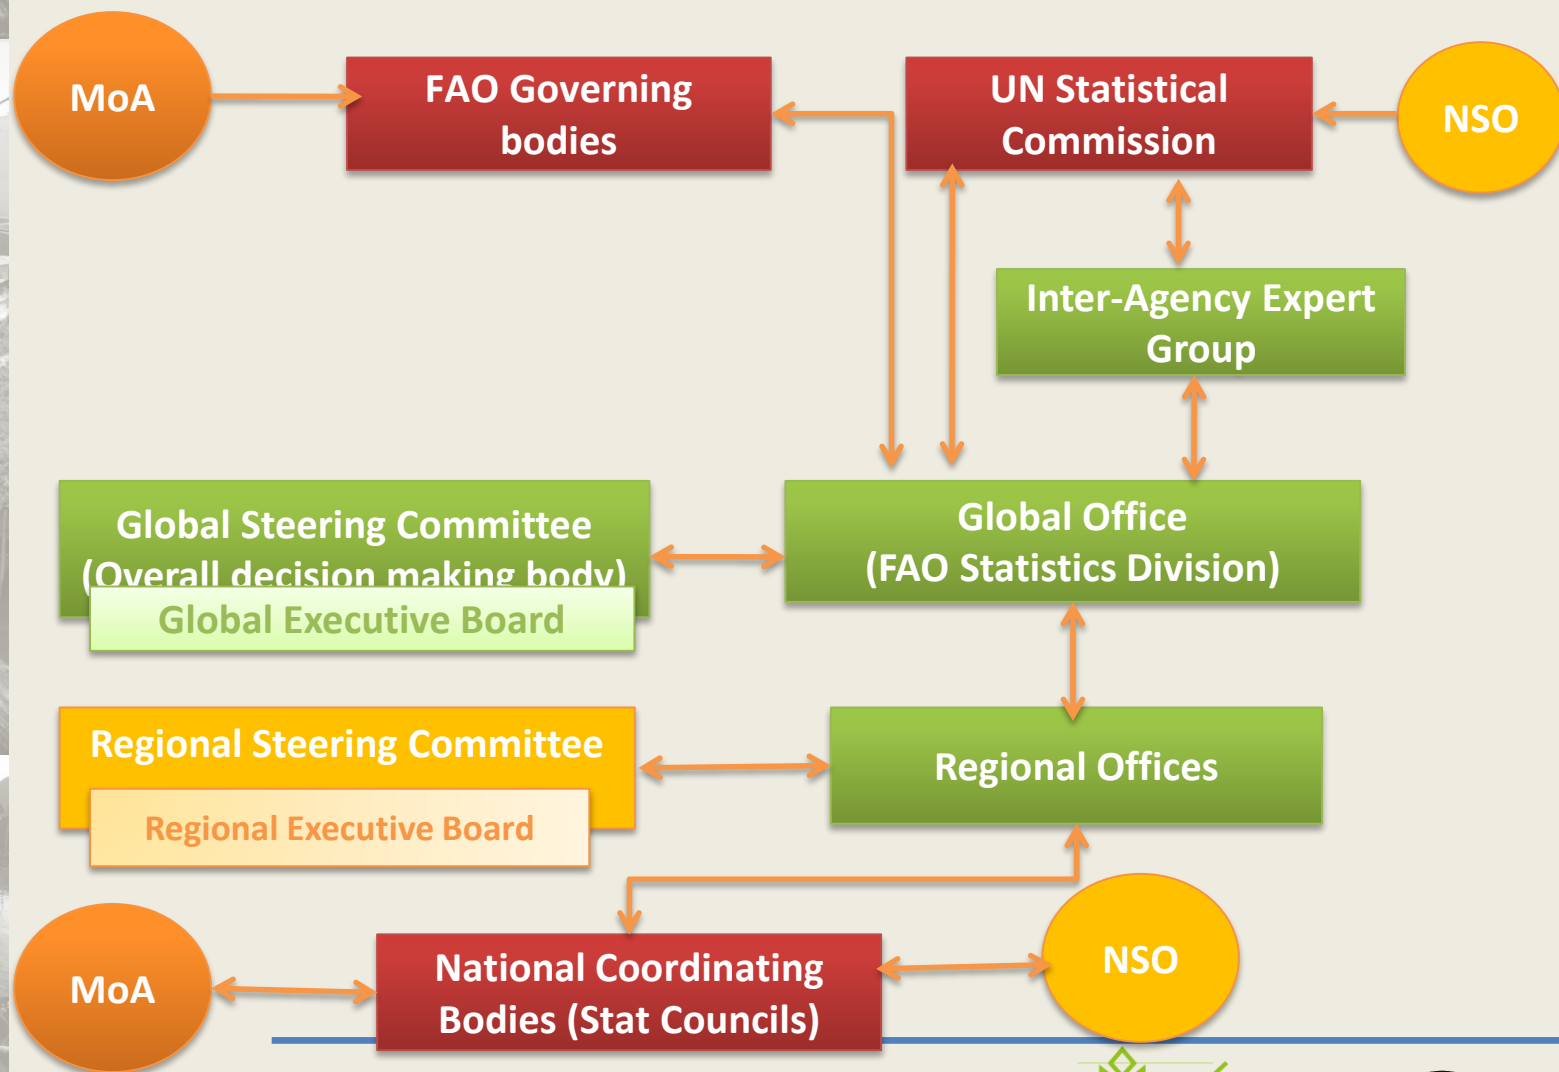 MoA
FAO Governing
bodies
UN Statistical
Commission
NSO
Inter-Agency Expert
Group
Global Steering Committee
(Overall decision making body)
Global Executive Board
Global Office
(FAO Statistics Division)
Regional Steering Committee
Regional Executive Board
Regional Offices
MoA
National Coordinating
Bodies (Stat Councils)
NSO